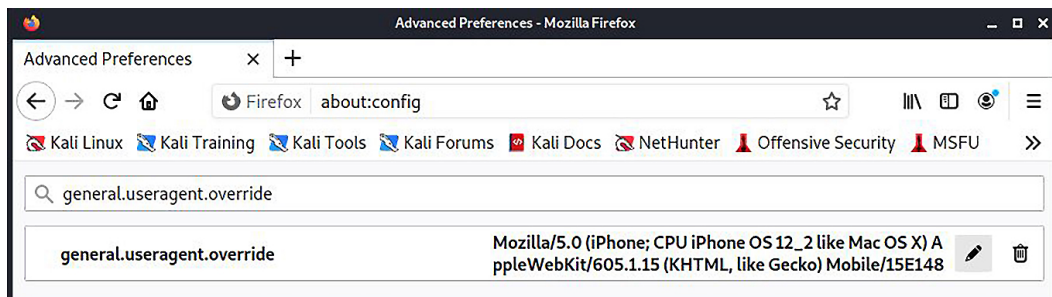 Advanced Preferences - Mozilla Firefox
Advanced Preferences
Firefox about:config
Kali Linux Kali Training Kali Tools Kali Forums Kali Docs NetHunter Offensive Security MSFU
general.useragent.override
general.useragent.override
Mozilla/5.0 (iPhone; CPU iPhone OS 12_2 like Mac OS X) A
ppleWebKit/605.1.15 (KHTML, like Gecko) Mobile/15E148